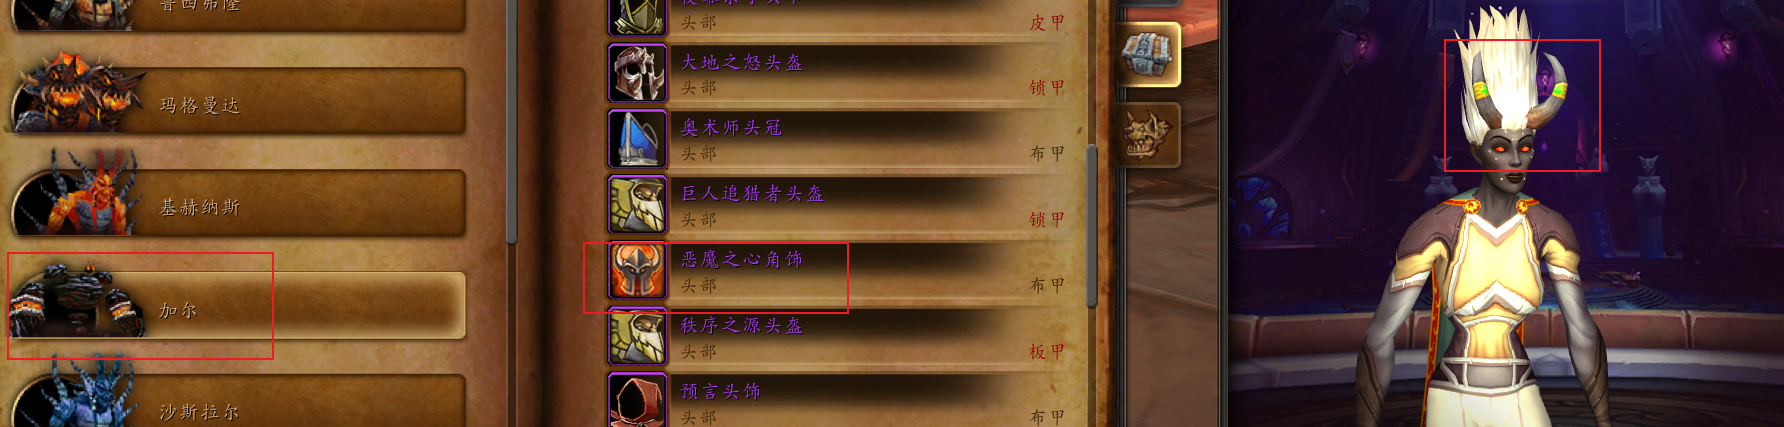 鲁西弗隆
玛格曼达
基赫纳斯
加尔
沙斯拉尔
头部
皮甲
大地之怒头盔
头部
锁甲
奥术师头冠
头部
布甲
巨人追猎者头盔
头部
锁甲
恶魔之心角饰
头部
布甲
秩序之源头盔
头部
板甲
预言头饰
头部
布甲